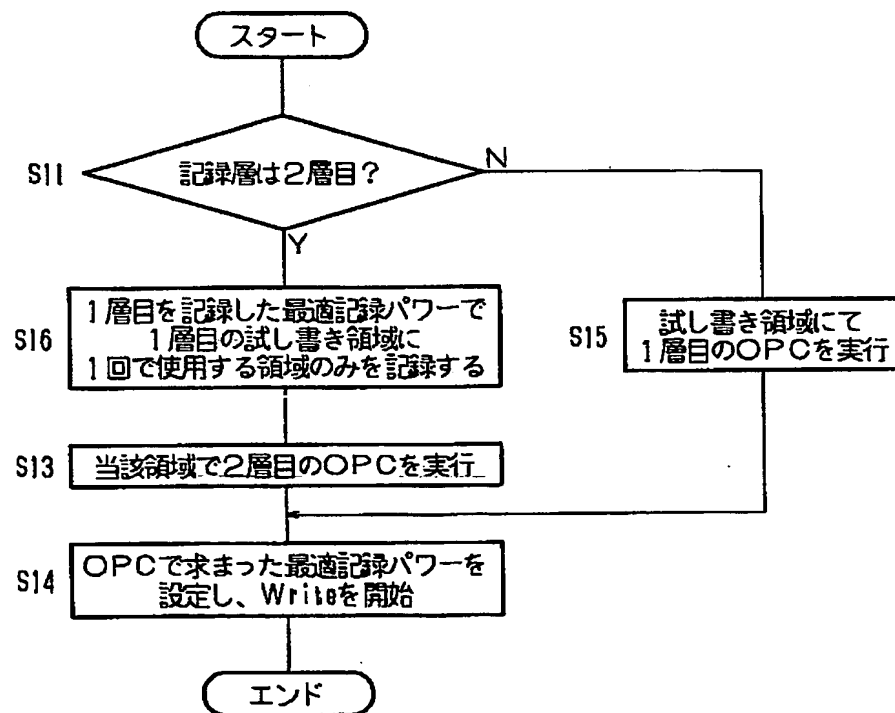 スタート
S11
記録層は2層目?
N
Y
S16
1層目を記録した最適記録パワーで
1層目の試し書き領域に
1回で使用する領域のみを記録する
S15
試し書き領域にて
1層目のOPCを実行
S13
当該領域で2層目のOPCを実行
S14
OPCで求まった最適記録パワーを
設定し、Writeを開始
エンド